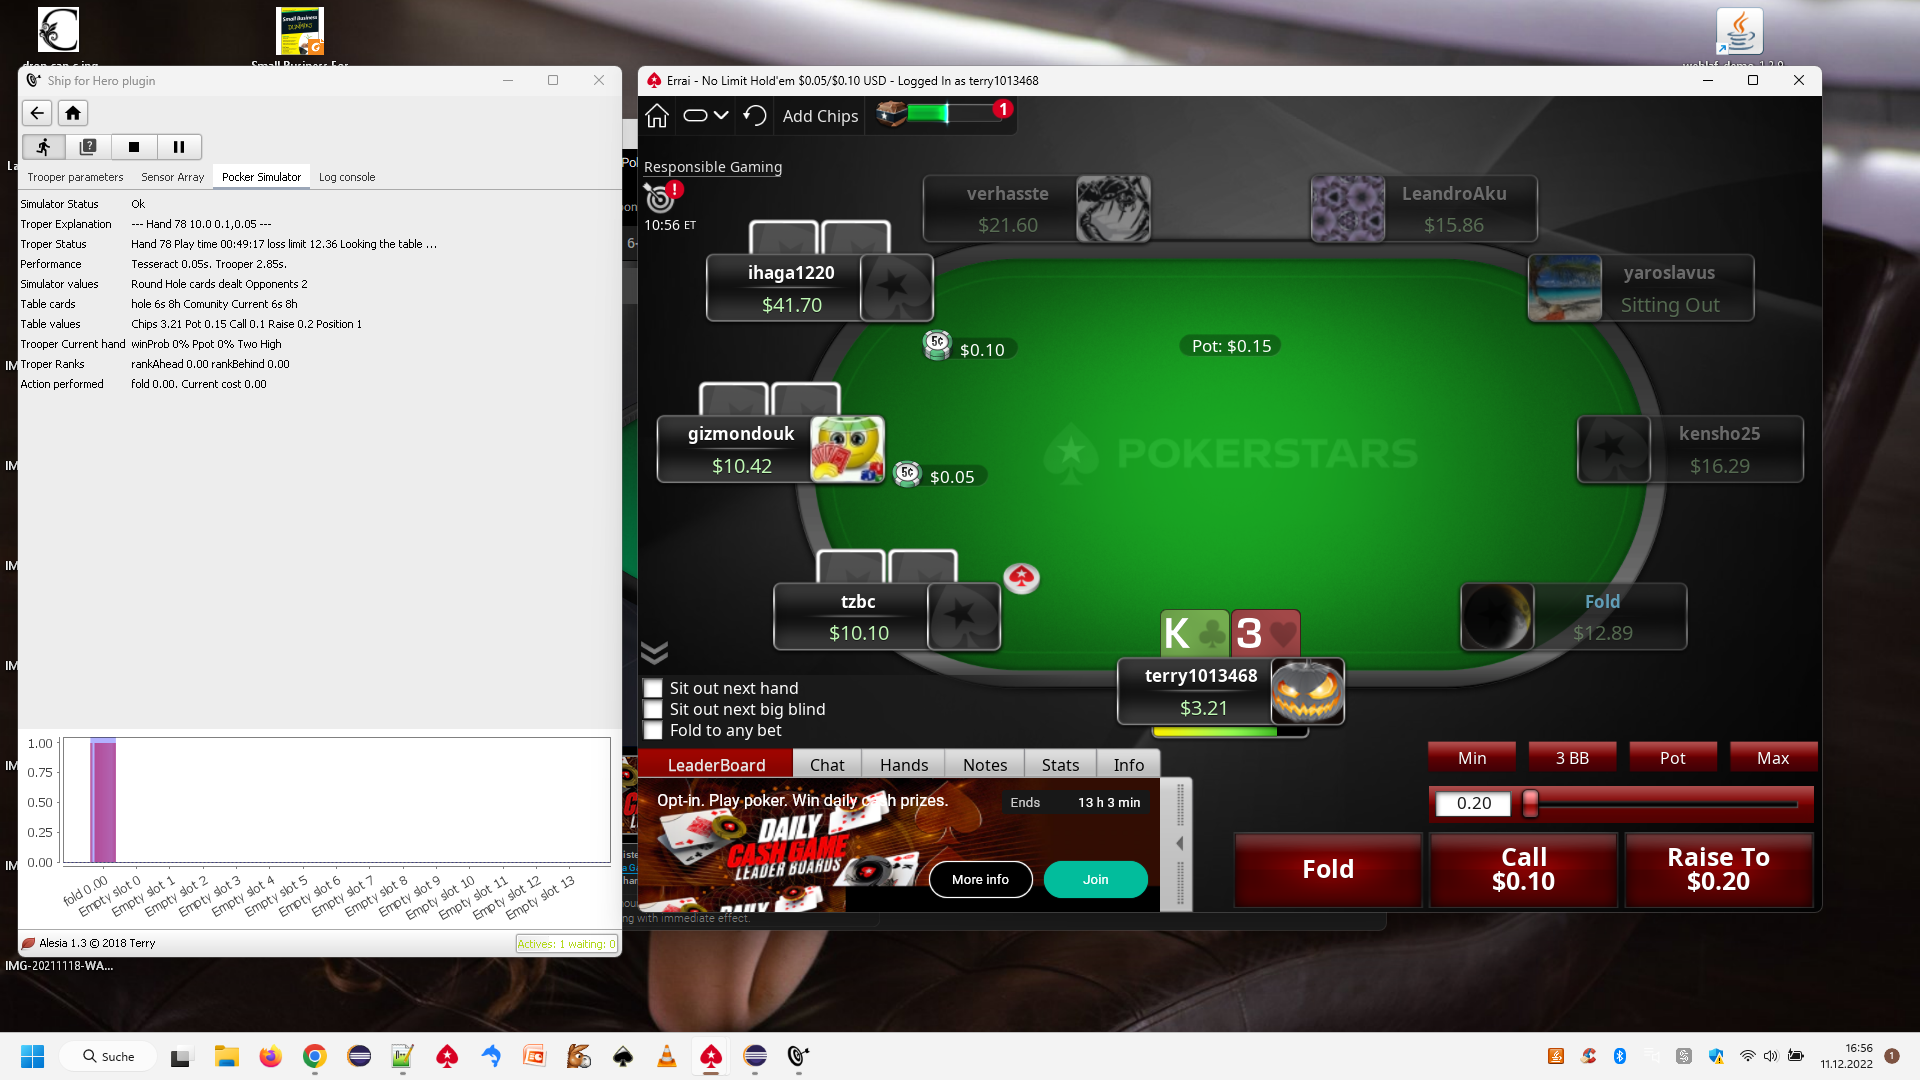 Ship for Hero plugin
Trooper parameters
Sensor Array
Pocker Simulator
Log console
Simulator Status Ok
Troper Explanation --- Hand 78 10.0 0.1,0.05 ---
Troper Status Hand 78 Play time 00:49:17 loss limit 12.36 Looking the table ...
Performance Tesseract 0.05s. Trooper 2.85s.
Simulator values Round Hole cards dealt Opponents 2
Table cards hole 6s 8h Comunity Current 6s 8h
Table values Chips 3.21 Pot 0.15 Call 0.1 Raise 0.2 Position 1
Trooper Current hand winProb 0% Ppot 0% Two High
Troper Ranks rankAhead 0.00 rankBehind 0.00
Action performed fold 0.00. Current cost 0.00
1.00
0.75
0.50
0.25
0.00
fold 0.00
Empty slot 0
Empty slot 1
Empty slot 2
Empty slot 3
Empty slot 4
Empty slot 5
Empty slot 6
Empty slot 7
Empty slot 8
Empty slot 9
Empty slot 10
Empty slot 11
Empty slot 12
Empty slot 13
Alesia 1.3 © 2018 Terry
Actives: 1 waiting: 0
IMG-20211118-WA...
Errai - No Limit Hold'em $0.05/$0.10 USD - Logged In as terry1013468
Add Chips
1
Responsible Gaming
10:56 ET
verhasste
$21.60
LeandroAku
$15.86
ihaga1220
$41.70
yaroslavus
Sitting Out
5¢ $0.10
Pot: $0.15
gizmondouk
$10.42
5¢ $0.05
POKERSTARS
kensho25
$16.29
tzbc
$10.10
Fold
$12.89
K 3
terry1013468
$3.21
Sit out next hand
Sit out next big blind
Fold to any bet
LeaderBoard
Chat
Hands
Notes
Stats
Info
Opt-in. Play poker. Win daily cash prizes.
Ends 13 h 3 min
DAILY
CASH GAME
LEADER BOARDS
More info
Join
ng with immediate effect.
Min
3 BB
Pot
Max
0.20
Fold
Call
$0.10
Raise To
$0.20
Suche
16:56
11.12.2022
1